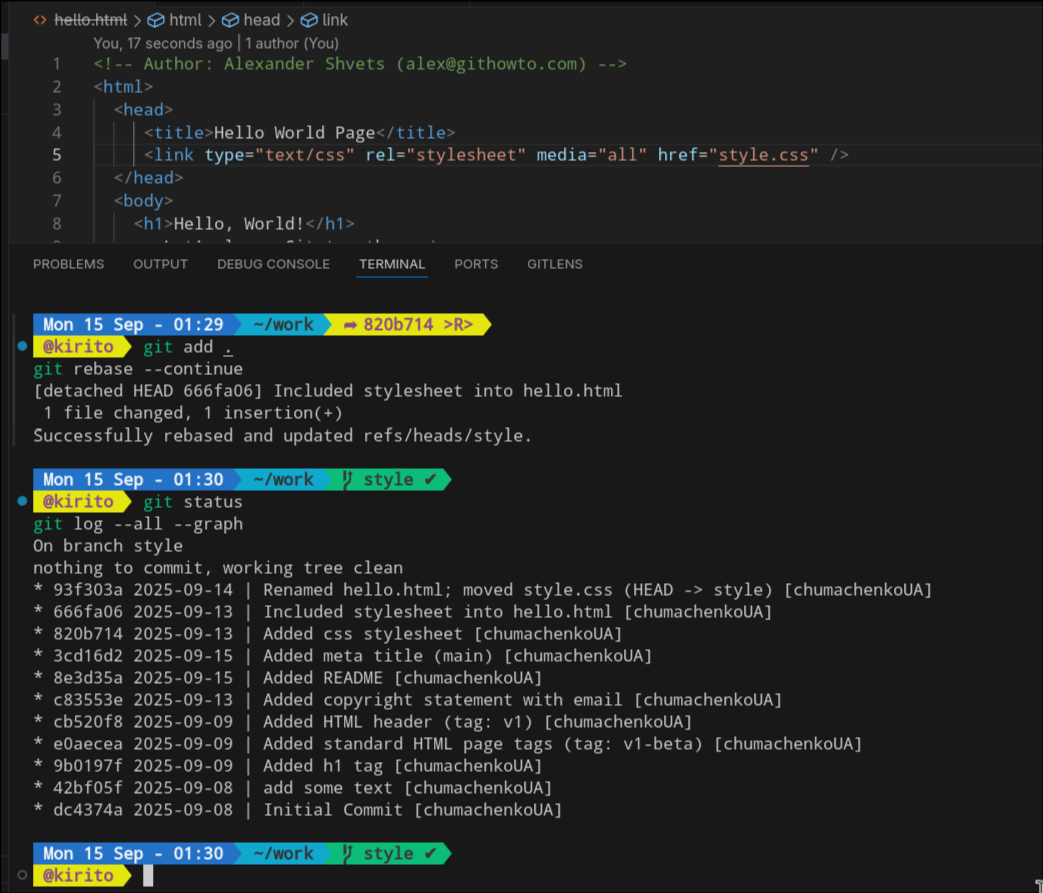 hello.html > html > head > link
You, 17 seconds ago | 1 author (You)
1 <!-- Author: Alexander Shvets (alex@githowto.com) -->
2 <html>
3 <head>
4 <title>Hello World Page</title>
5 <link type="text/css" rel="stylesheet" media="all" href="style.css" />
6 </head>
7 <body>
8 <h1>Hello, World!</h1>
PROBLEMS OUTPUT DEBUG CONSOLE TERMINAL PORTS GITLENS
Mon 15 Sep - 01:29 ~/work ➦ 820b714 >R>
@kirito git add .
git rebase --continue
[detached HEAD 666fa06] Included stylesheet into hello.html
1 file changed, 1 insertion(+)
Successfully rebased and updated refs/heads/style.
Mon 15 Sep - 01:30 ~/work style ✔
@kirito git status
git log --all --graph
On branch style
nothing to commit, working tree clean
* 93f303a 2025-09-14 | Renamed hello.html; moved style.css (HEAD -> style) [chumachenkoUA]
* 666fa06 2025-09-13 | Included stylesheet into hello.html [chumachenkoUA]
* 820b714 2025-09-13 | Added css stylesheet [chumachenkoUA]
* 3cd16d2 2025-09-15 | Added meta title (main) [chumachenkoUA]
* 8e3d35a 2025-09-15 | Added README [chumachenkoUA]
* c83553e 2025-09-13 | Added copyright statement with email [chumachenkoUA]
* cb520f8 2025-09-09 | Added HTML header (tag: v1) [chumachenkoUA]
* e0aecea 2025-09-09 | Added standard HTML page tags (tag: v1-beta) [chumachenkoUA]
* 9b0197f 2025-09-09 | Added h1 tag [chumachenkoUA]
* 42bf05f 2025-09-08 | add some text [chumachenkoUA]
* dc4374a 2025-09-08 | Initial Commit [chumachenkoUA]
Mon 15 Sep - 01:30 ~/work style ✔
@kirito